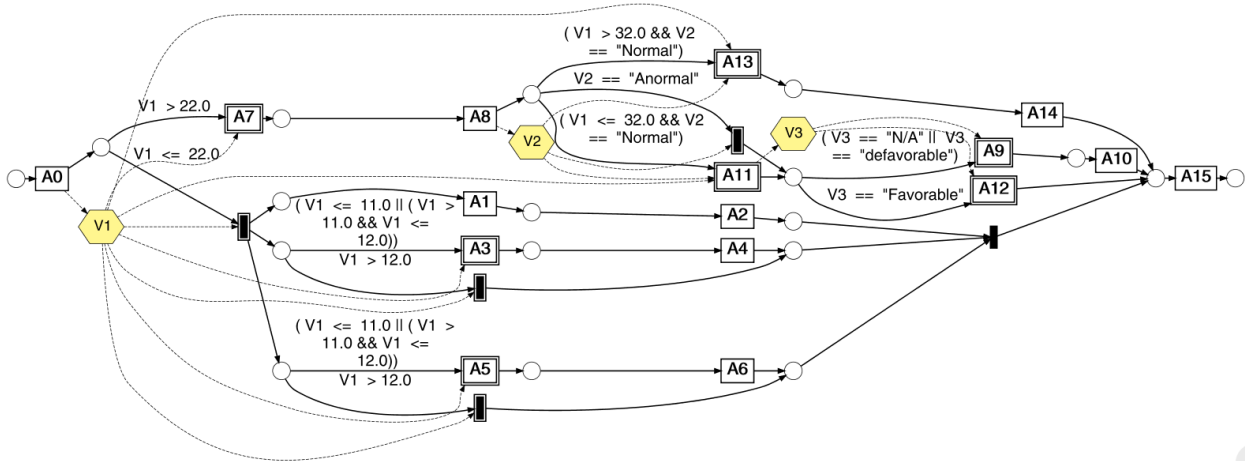 ( V1 > 32.0 && V2
== "Normal")
A13
V2 == "Anormal"
V1 > 22.0
A7
A8
A14
( V1 <= 32.0 && V2
== "Normal")
V2
V3
( V3 == "N/A" || V3
== "defavorable")
A9
A10
V1 <= 22.0
A0
A11
A12
A15
V3 == "Favorable"
V1
( V1 <= 11.0 || ( V1 >
11.0 && V1 <=
12.0))
A1
A2
A3
A4
V1 > 12.0
( V1 <= 11.0 || ( V1 >
11.0 && V1 <=
12.0))
A5
A6
V1 > 12.0